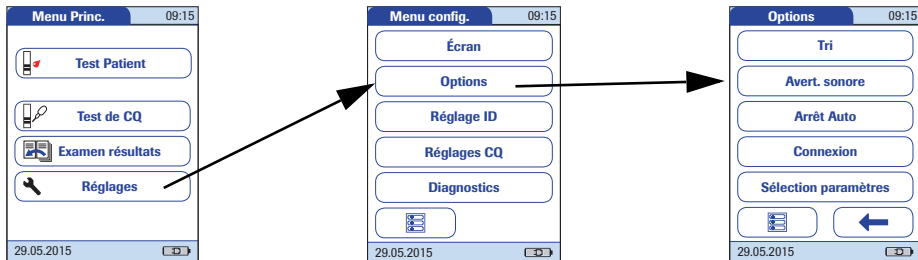 Menu Princ. 09:15
Test Patient
Test de CQ
Examen résultats
Réglages
29.05.2015
Menu config. 09:15
Écran
Options
Réglage ID
Réglages CQ
Diagnostics
29.05.2015
Options 09:15
Tri
Avert. sonore
Arrêt Auto
Connexion
Sélection paramètres
29.05.2015